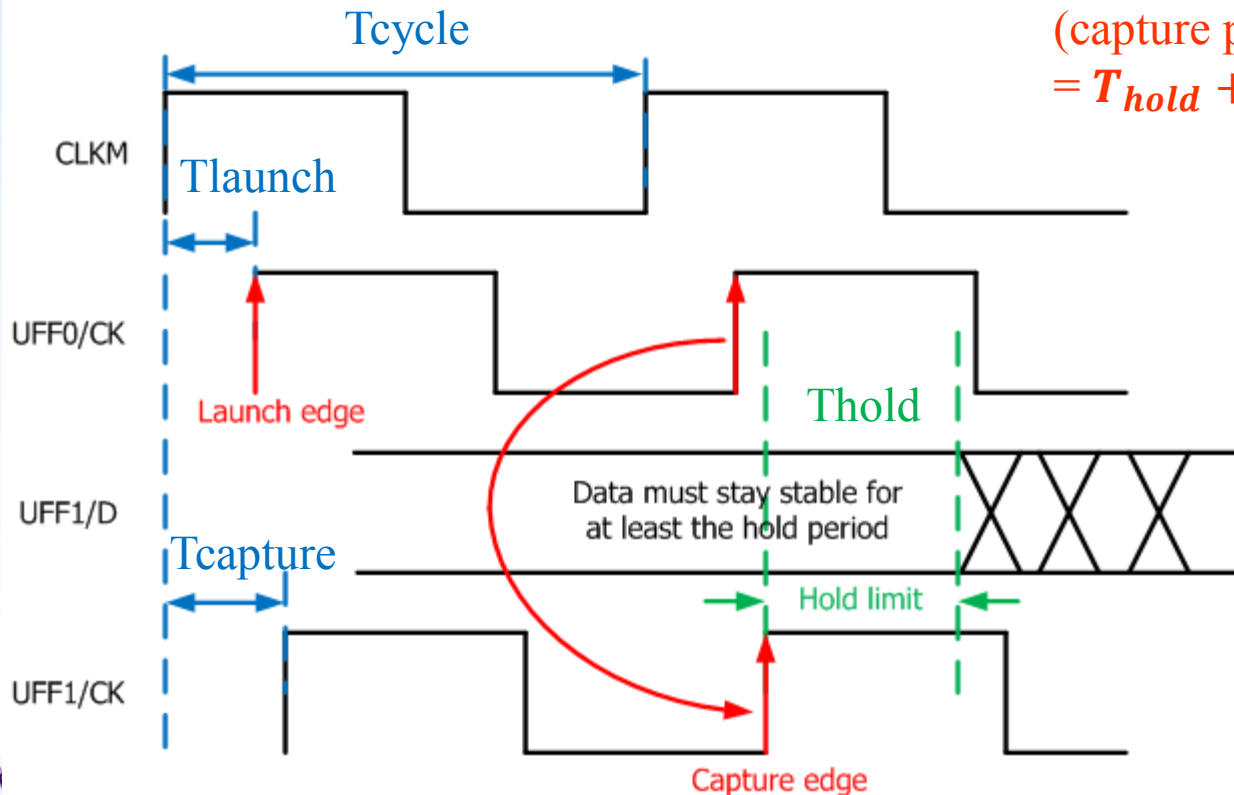 Tcycle
(capture p
= T_hold +
CLKM
Tlaunch
UFF0/CK
Launch edge
Thold
UFF1/D
Data must stay stable for
at least the hold period
Tcapture
Hold limit
UFF1/CK
Capture edge